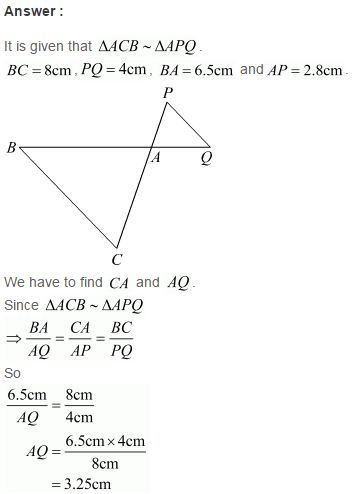 Answer :
It is given that ΔACB ~ ΔAPQ .
BC = 8cm , PQ = 4cm , BA = 6.5cm and AP = 2.8cm .
P
B
A
Q
C
We have to find CA and AQ .
Since ΔACB ~ ΔAPQ
⇒ BA/AQ = CA/AP = BC/PQ
So
6.5cm/AQ = 8cm/4cm
AQ = 6.5cm × 4cm/8cm
= 3.25cm